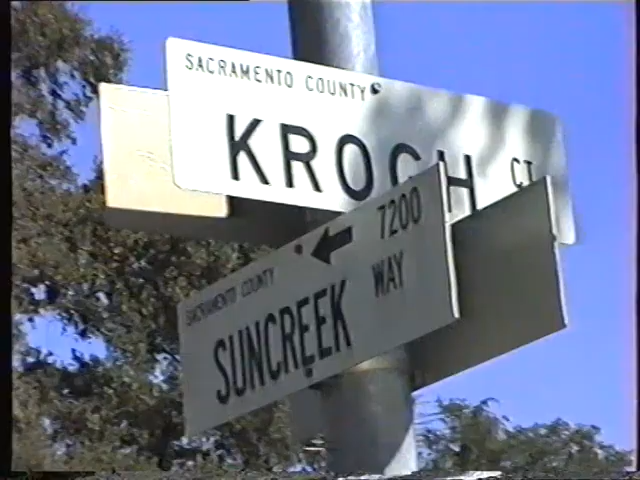 SACRAMENTO COUNTY
KROCH CT
SACRAMENTO COUNTY
7200
SUNCREEK WAY